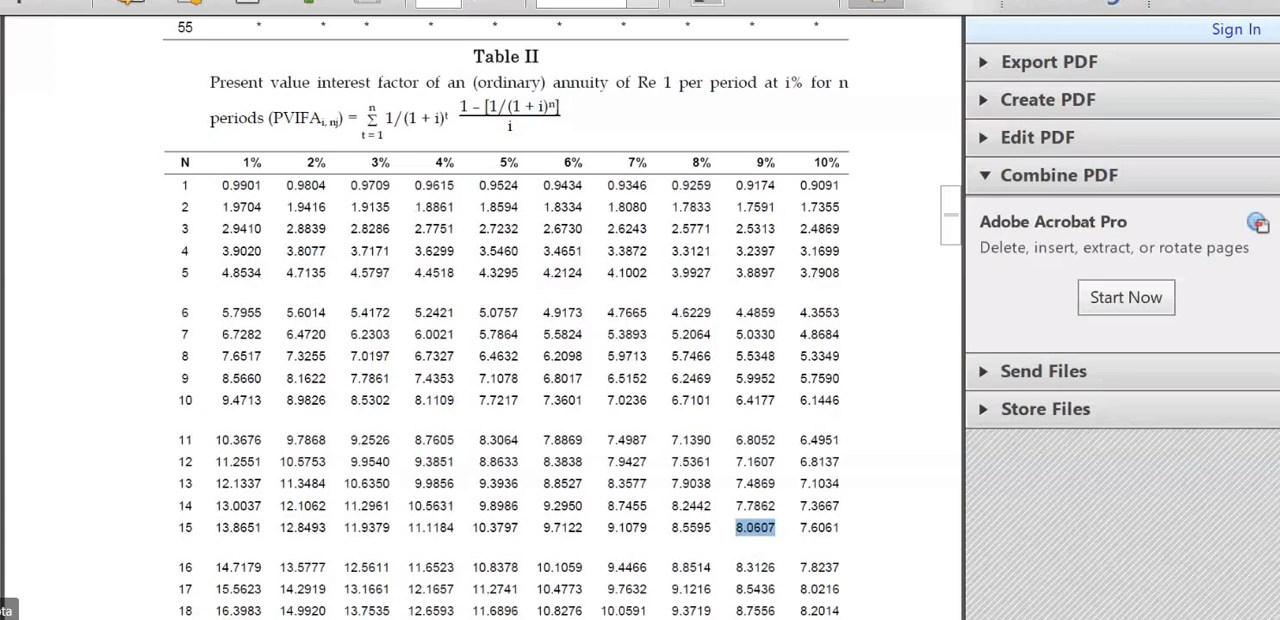 55 * * * * * * * * * *
Table II
Present value interest factor of an (ordinary) annuity of Re 1 per period at i% for n
periods (PVIFAi, nj) = n Σ t = 1 1/(1 + i)t 1 – [1/(1 + i)n] i
N 1% 2% 3% 4% 5% 6% 7% 8% 9% 10%
1 0.9901 0.9804 0.9709 0.9615 0.9524 0.9434 0.9346 0.9259 0.9174 0.9091
2 1.9704 1.9416 1.9135 1.8861 1.8594 1.8334 1.8080 1.7833 1.7591 1.7355
3 2.9410 2.8839 2.8286 2.7751 2.7232 2.6730 2.6243 2.5771 2.5313 2.4869
4 3.9020 3.8077 3.7171 3.6299 3.5460 3.4651 3.3872 3.3121 3.2397 3.1699
5 4.8534 4.7135 4.5797 4.4518 4.3295 4.2124 4.1002 3.9927 3.8897 3.7908
6 5.7955 5.6014 5.4172 5.2421 5.0757 4.9173 4.7665 4.6229 4.4859 4.3553
7 6.7282 6.4720 6.2303 6.0021 5.7864 5.5824 5.3893 5.2064 5.0330 4.8684
8 7.6517 7.3255 7.0197 6.7327 6.4632 6.2098 5.9713 5.7466 5.5348 5.3349
9 8.5660 8.1622 7.7861 7.4353 7.1078 6.8017 6.5152 6.2469 5.9952 5.7590
10 9.4713 8.9826 8.5302 8.1109 7.7217 7.3601 7.0236 6.7101 6.4177 6.1446
11 10.3676 9.7868 9.2526 8.7605 8.3064 7.8869 7.4987 7.1390 6.8052 6.4951
12 11.2551 10.5753 9.9540 9.3851 8.8633 8.3838 7.9427 7.5361 7.1607 6.8137
13 12.1337 11.3484 10.6350 9.9856 9.3936 8.8527 8.3577 7.9038 7.4869 7.1034
14 13.0037 12.1062 11.2961 10.5631 9.8986 9.2950 8.7455 8.2442 7.7862 7.3667
15 13.8651 12.8493 11.9379 11.1184 10.3797 9.7122 9.1079 8.5595 8.0607 7.6061
16 14.7179 13.5777 12.5611 11.6523 10.8378 10.1059 9.4466 8.8514 8.3126 7.8237
17 15.5623 14.2919 13.1661 12.1657 11.2741 10.4773 9.7632 9.1216 8.5436 8.0216
18 16.3983 14.9920 13.7535 12.6593 11.6896 10.8276 10.0591 9.3719 8.7556 8.2014
ota
Sign In
Export PDF
Create PDF
Edit PDF
Combine PDF
Adobe Acrobat Pro
Delete, insert, extract, or rotate pages
Start Now
Send Files
Store Files